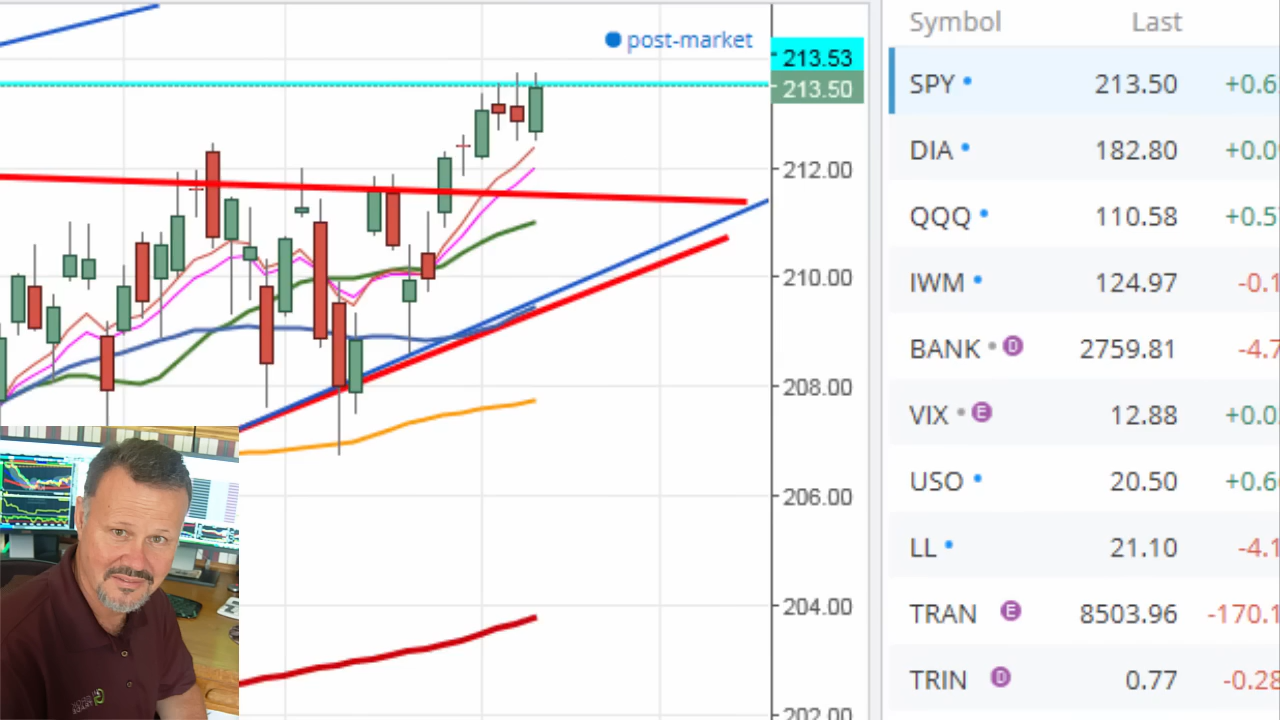 post-market
213.53
213.50
212.00
210.00
208.00
206.00
204.00
202.00
Symbol Last
SPY 213.50 +0.6
DIA 182.80 +0.0
QQQ 110.58 +0.5
IWM 124.97 -0.1
BANK D 2759.81 -4.7
VIX E 12.88 +0.0
USO 20.50 +0.6
LL 21.10 -4.1
TRAN E 8503.96 -170.1
TRIN D 0.77 -0.28